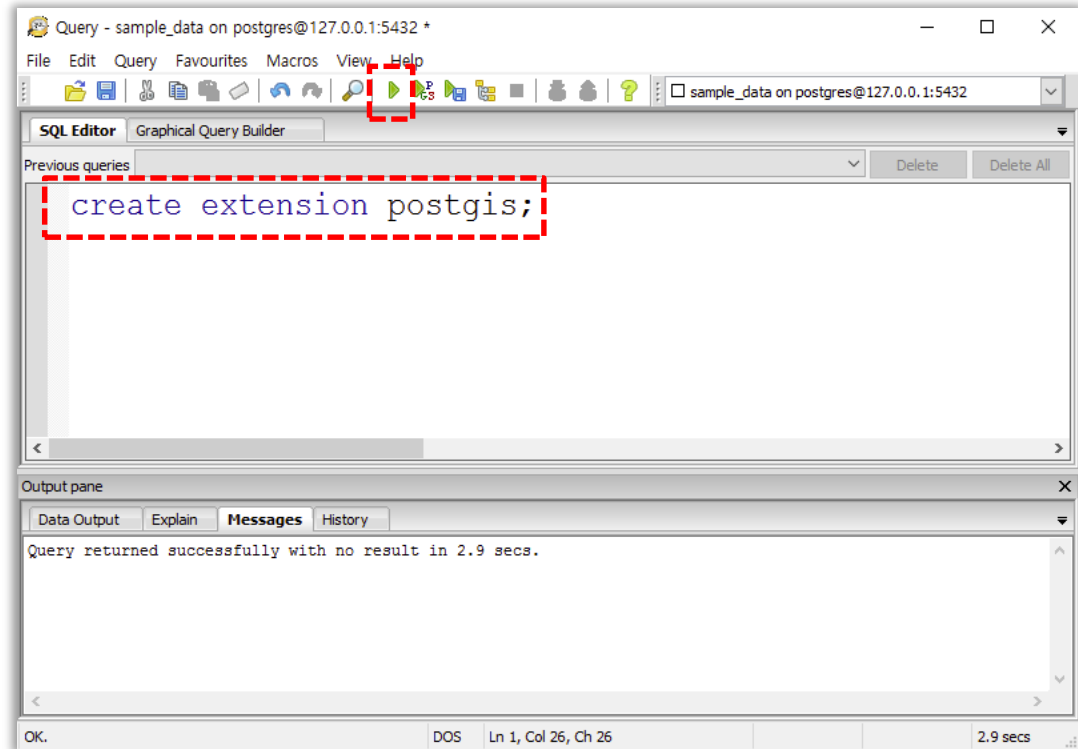 Query - sample_data on postgres@127.0.0.1:5432 *
File Edit Query Favourites Macros View Help
sample_data on postgres@127.0.0.1:5432
SQL Editor Graphical Query Builder
Previous queries Delete Delete All
create extension postgis;
Output pane
Data Output Explain Messages History
Query returned successfully with no result in 2.9 secs.
OK. DOS Ln 1, Col 26, Ch 26 2.9 secs